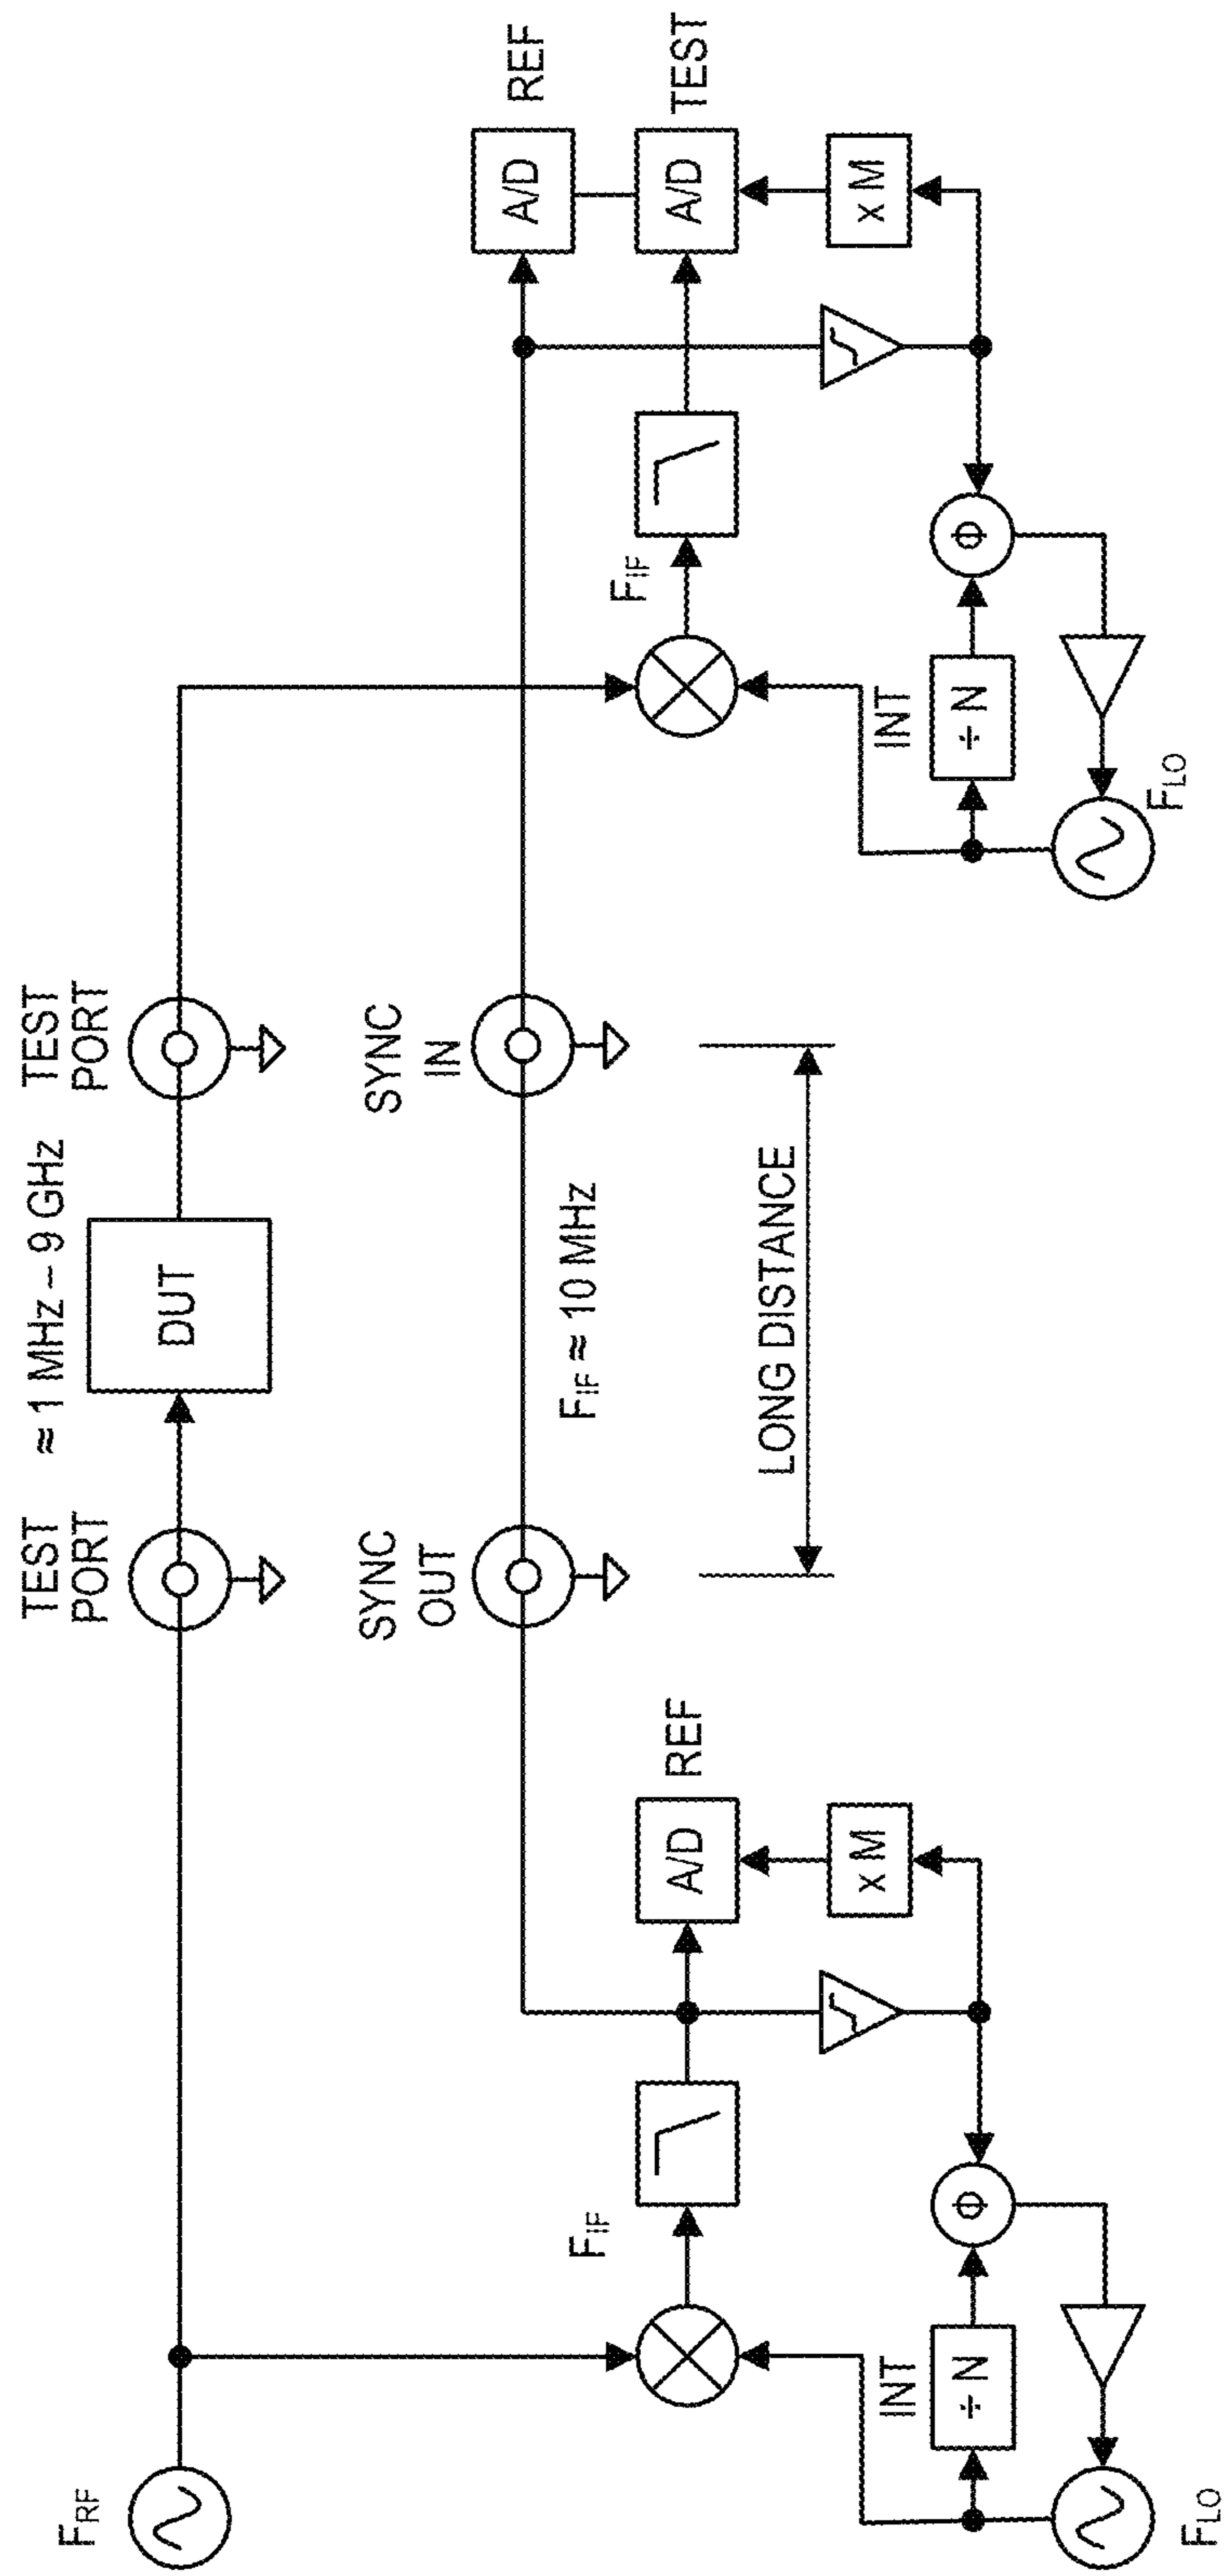 F_RF
TEST
PORT
≈ 1 MHz – 9 GHz
DUT
TEST
PORT
SYNC
OUT
F_IF ≈ 10 MHz
SYNC
IN
LONG DISTANCE
F_IF
A/D
REF
x M
INT
÷ N
Φ
F_LO
F_IF
A/D
REF
A/D
TEST
x M
INT
÷ N
Φ
F_LO